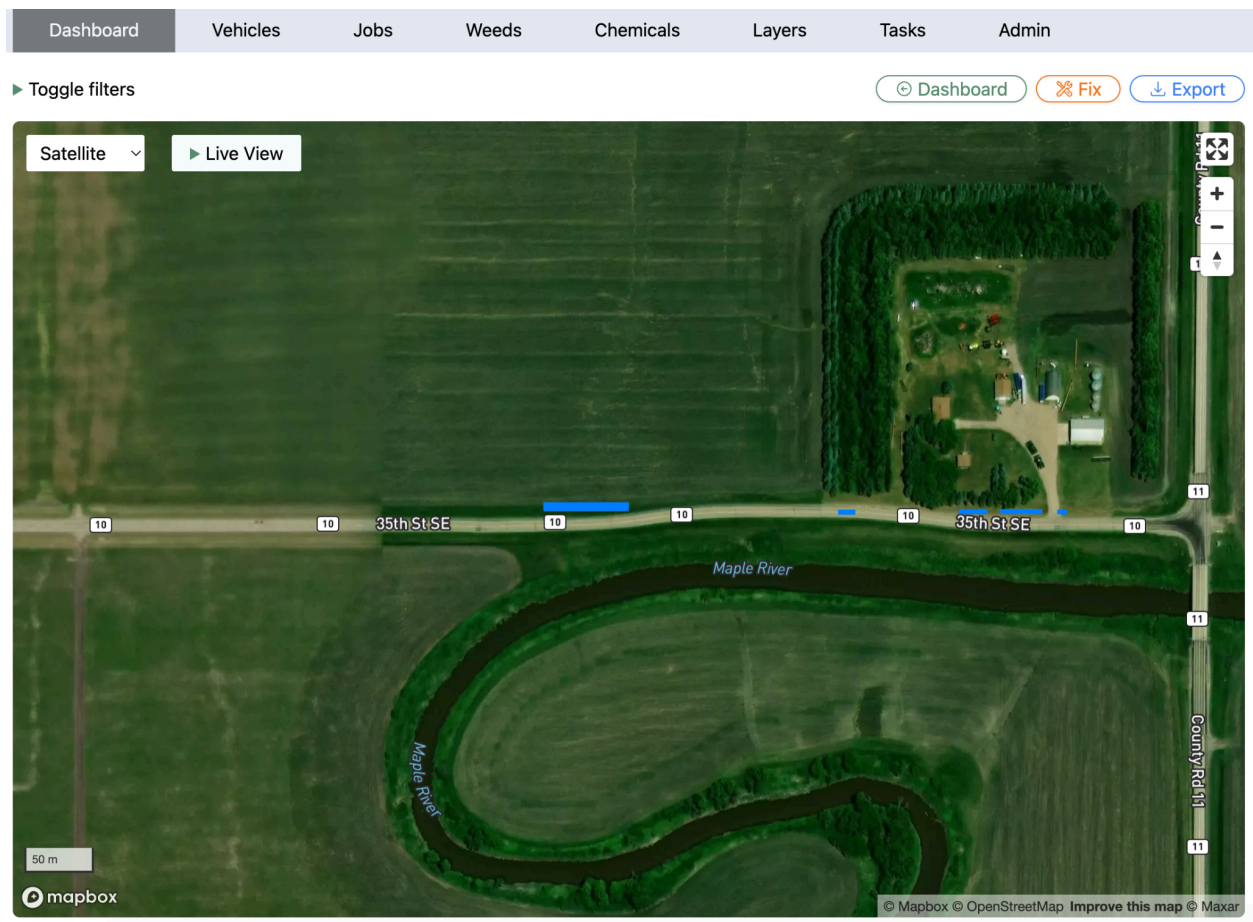 Dashboard Vehicles Jobs Weeds Chemicals Layers Tasks Admin
Toggle filters Dashboard Fix Export
Satellite Live View
11
10 10 35th St SE 10 10 10 35th St SE 10
Maple River
11
Maple River
County Rd 11
11
50 m
mapbox
© Mapbox © OpenStreetMap Improve this map © Maxar